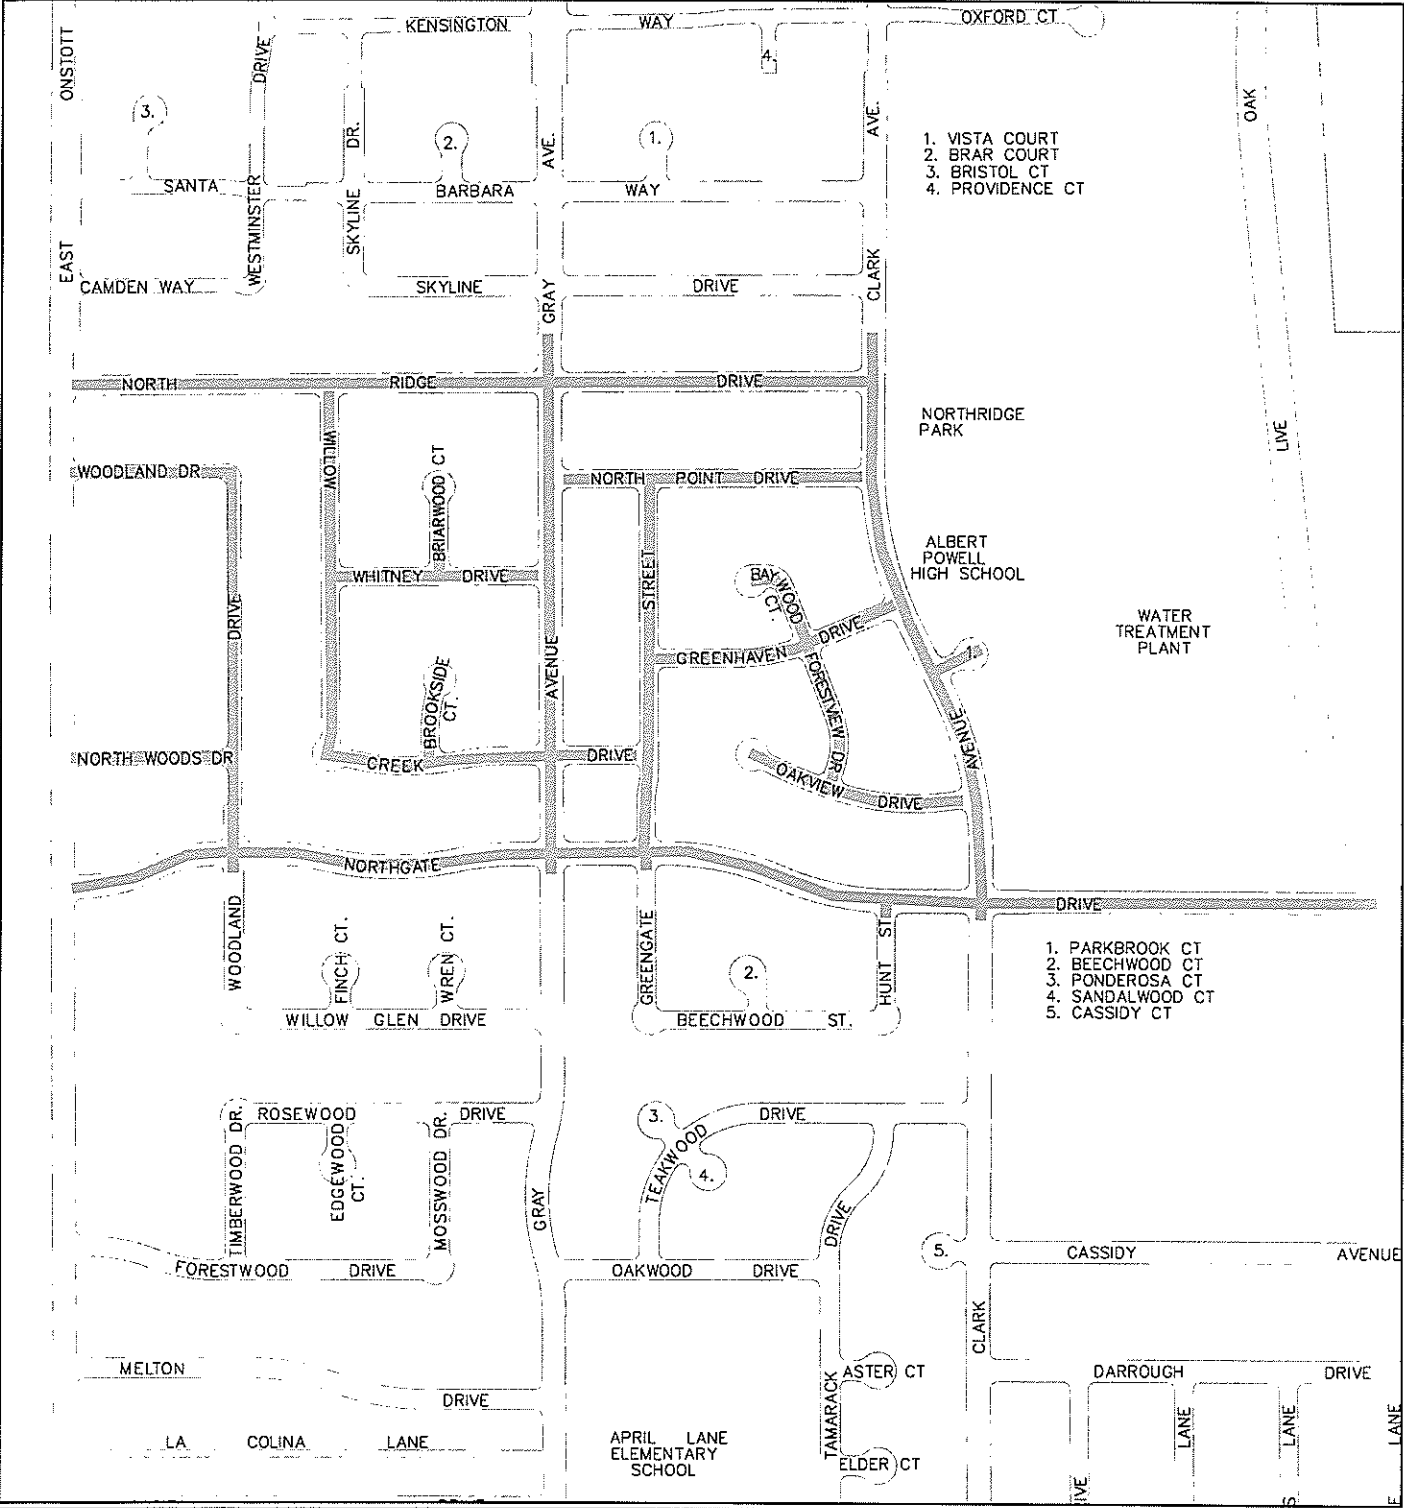 KENSINGTON WAY
OXFORD CT
ONSTOTT
DRIVE
4.
OAK
3.
DR.
2.
AVE.
1.
AVE.
1. VISTA COURT
2. BRAR COURT
3. BRISTOL CT
4. PROVIDENCE CT
SANTA BARBARA WAY
WESTMINSTER
SKYLINE
EAST
CAMDEN WAY
SKYLINE DRIVE
GRAY
CLARK
NORTH RIDGE DRIVE
NORTHRIDGE
PARK
LIVE
WILLOW
WOODLAND DR
BRIARWOOD CT
NORTH POINT DRIVE
ALBERT
POWELL
HIGH SCHOOL
WHITNEY DRIVE
STREET
BAYWOOD
CT.
DRIVE
WATER
TREATMENT
PLANT
GREENHAVEN DRIVE
1.
AVENUE
BROOKSIDE
CT.
FORESTVIEW DR
AVENUE
NORTH WOODS DR
CREEK DRIVE
OAKVIEW DRIVE
NORTHGATE DRIVE
WOODLAND
FINCH CT.
WREN CT.
GREENGATE
2.
HUNT ST
1. PARKBROOK CT
2. BEECHWOOD CT
3. PONDEROSA CT
4. SANDALWOOD CT
5. CASSIDY CT
WILLOW GLEN DRIVE
BEECHWOOD ST.
ROSEWOOD DRIVE
3.
TEAKWOOD DRIVE
4.
TIMBERWOOD DR.
EDGEWOOD
CT.
MOSSWOOD DR.
GRAY
DRIVE
5.
CASSIDY AVENUE
FORESTWOOD DRIVE
OAKWOOD DRIVE
CLARK
MELTON DRIVE
ASTER CT
DARROUGH DRIVE
TAMARACK
LA COLINA LANE
APRIL LANE
ELEMENTARY
SCHOOL
ELDER CT
LANE
LANE
LANE